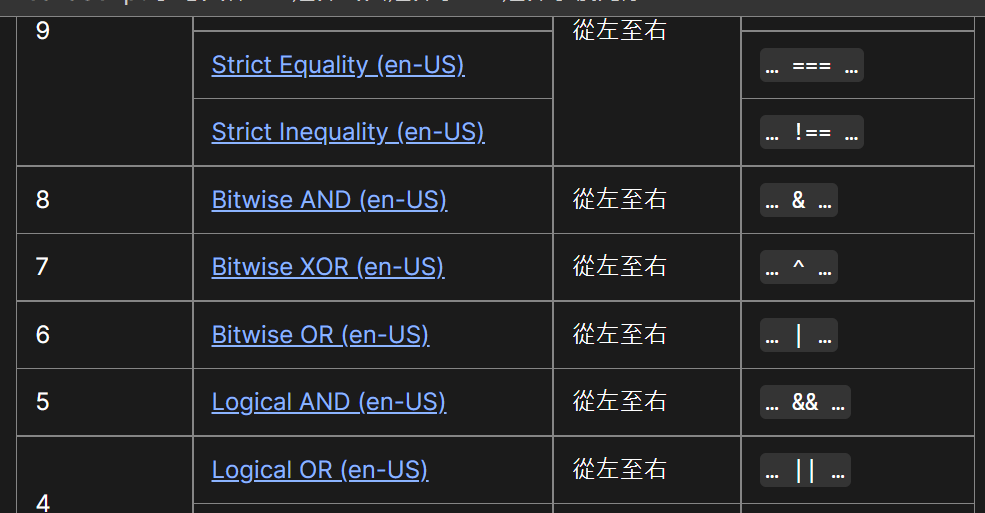 9 從左至右
Strict Equality (en-US) … === …
Strict Inequality (en-US) … !== …
8 Bitwise AND (en-US) 從左至右 … & …
7 Bitwise XOR (en-US) 從左至右 … ^ …
6 Bitwise OR (en-US) 從左至右 … | …
5 Logical AND (en-US) 從左至右 … && …
Logical OR (en-US) 從左至右 … || …
4